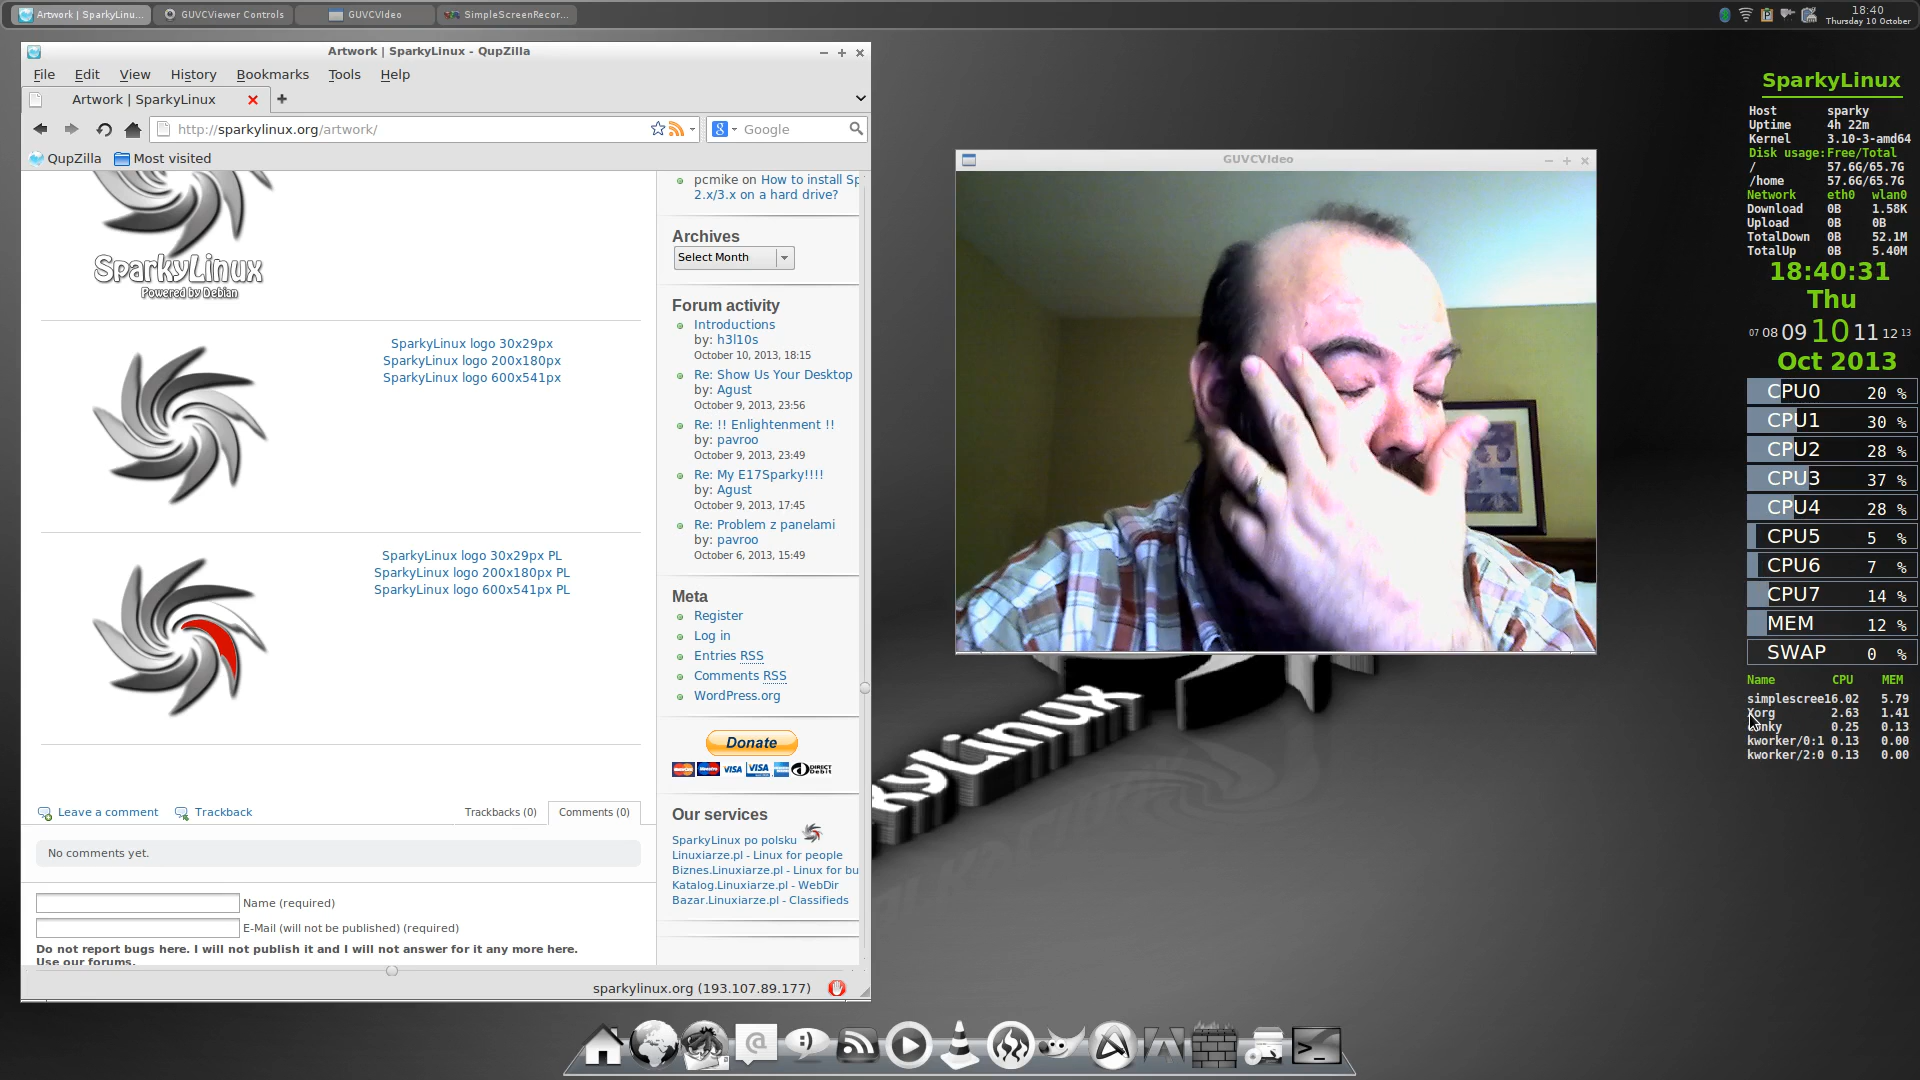 Artwork | SparkyLinu...
GUVCViewer Controls
GUVCVIdeo
SimpleScreenRecor...
18:40
Thursday 10 October
Artwork | SparkyLinux - QupZilla
File Edit View History Bookmarks Tools Help
Artwork | SparkyLinux
http://sparkylinux.org/artwork/
Google
QupZilla Most visited
SparkyLinux
Powered by Debian
SparkyLinux logo 30x29px
SparkyLinux logo 200x180px
SparkyLinux logo 600x541px
SparkyLinux logo 30x29px PL
SparkyLinux logo 200x180px PL
SparkyLinux logo 600x541px PL
Leave a comment Trackback Trackbacks (0) Comments (0)
No comments yet.
Name (required)
E-Mail (will not be published) (required)
Do not report bugs here. I will not publish it and I will not answer for it any more here.
Use our forums.
pcmike on How to install Sp
2.x/3.x on a hard drive?
Archives
Select Month
Forum activity
Introductions
by: h3l10s
October 10, 2013, 18:15
Re: Show Us Your Desktop
by: Agust
October 9, 2013, 23:56
Re: !! Enlightenment !!
by: pavroo
October 9, 2013, 23:49
Re: My E17Sparky!!!!
by: Agust
October 9, 2013, 17:45
Re: Problem z panelami
by: pavroo
October 6, 2013, 15:49
Meta
Register
Log in
Entries RSS
Comments RSS
WordPress.org
Donate
VISA VISA DIRECT Debit
Our services
SparkyLinux po polsku
Linuxiarze.pl - Linux for people
Biznes.Linuxiarze.pl - Linux for bu
Katalog.Linuxiarze.pl - WebDir
Bazar.Linuxiarze.pl - Classifieds
sparkylinux.org (193.107.89.177)
GUVCVIdeo
kyLinux
SparkyLinux
Host sparky
Uptime 4h 22m
Kernel 3.10-3-amd64
Disk usage:Free/Total
/ 57.6G/65.7G
/home 57.6G/65.7G
Network eth0 wlan0
Download 0B 1.58K
Upload 0B 0B
TotalDown 0B 52.1M
TotalUp 0B 5.40M
18:40:31
Thu
07 08 09 10 11 12 13
Oct 2013
CPU0 20 %
CPU1 30 %
CPU2 28 %
CPU3 37 %
CPU4 28 %
CPU5 5 %
CPU6 7 %
CPU7 14 %
MEM 12 %
SWAP 0 %
Name CPU MEM
simplescree16.02 5.79
Xorg 2.63 1.41
conky 0.25 0.13
kworker/0:1 0.13 0.00
kworker/2:0 0.13 0.00